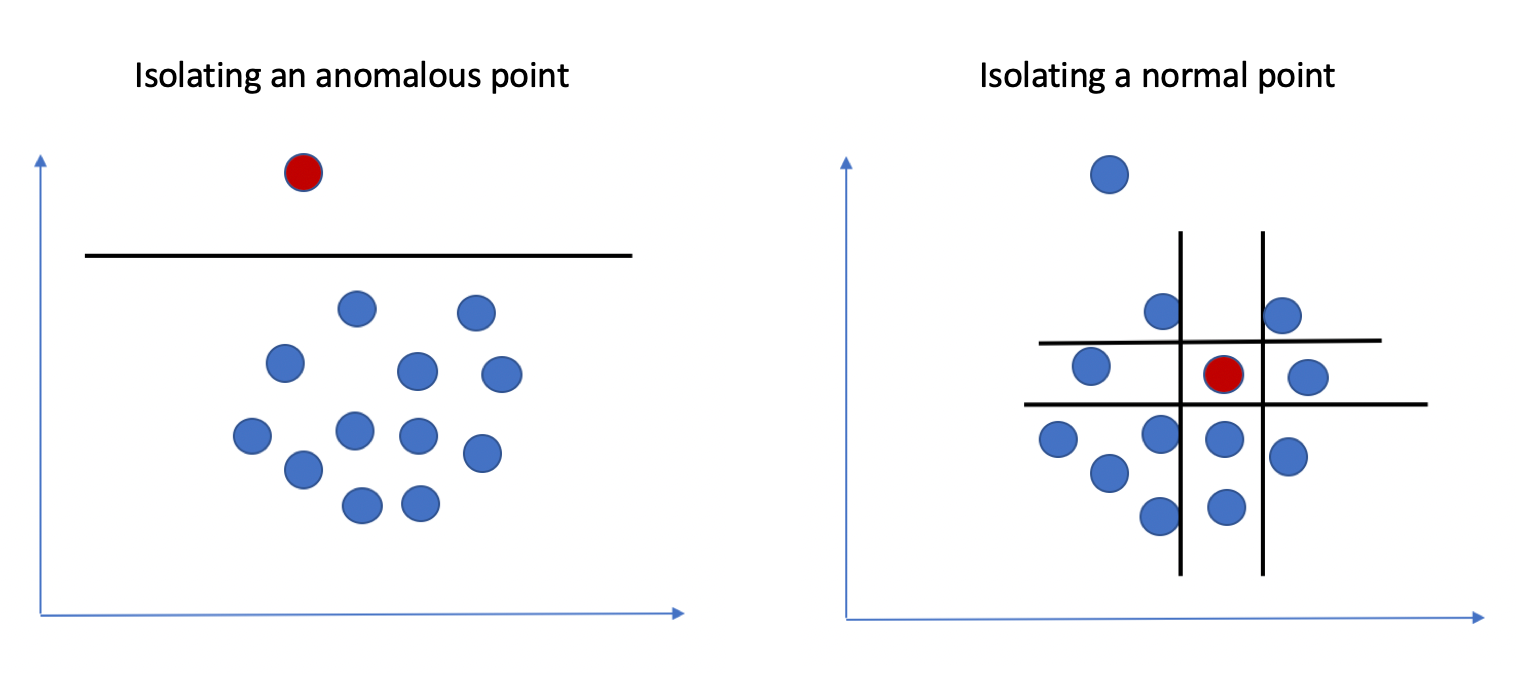 Isolating an anomalous point
Isolating a normal point